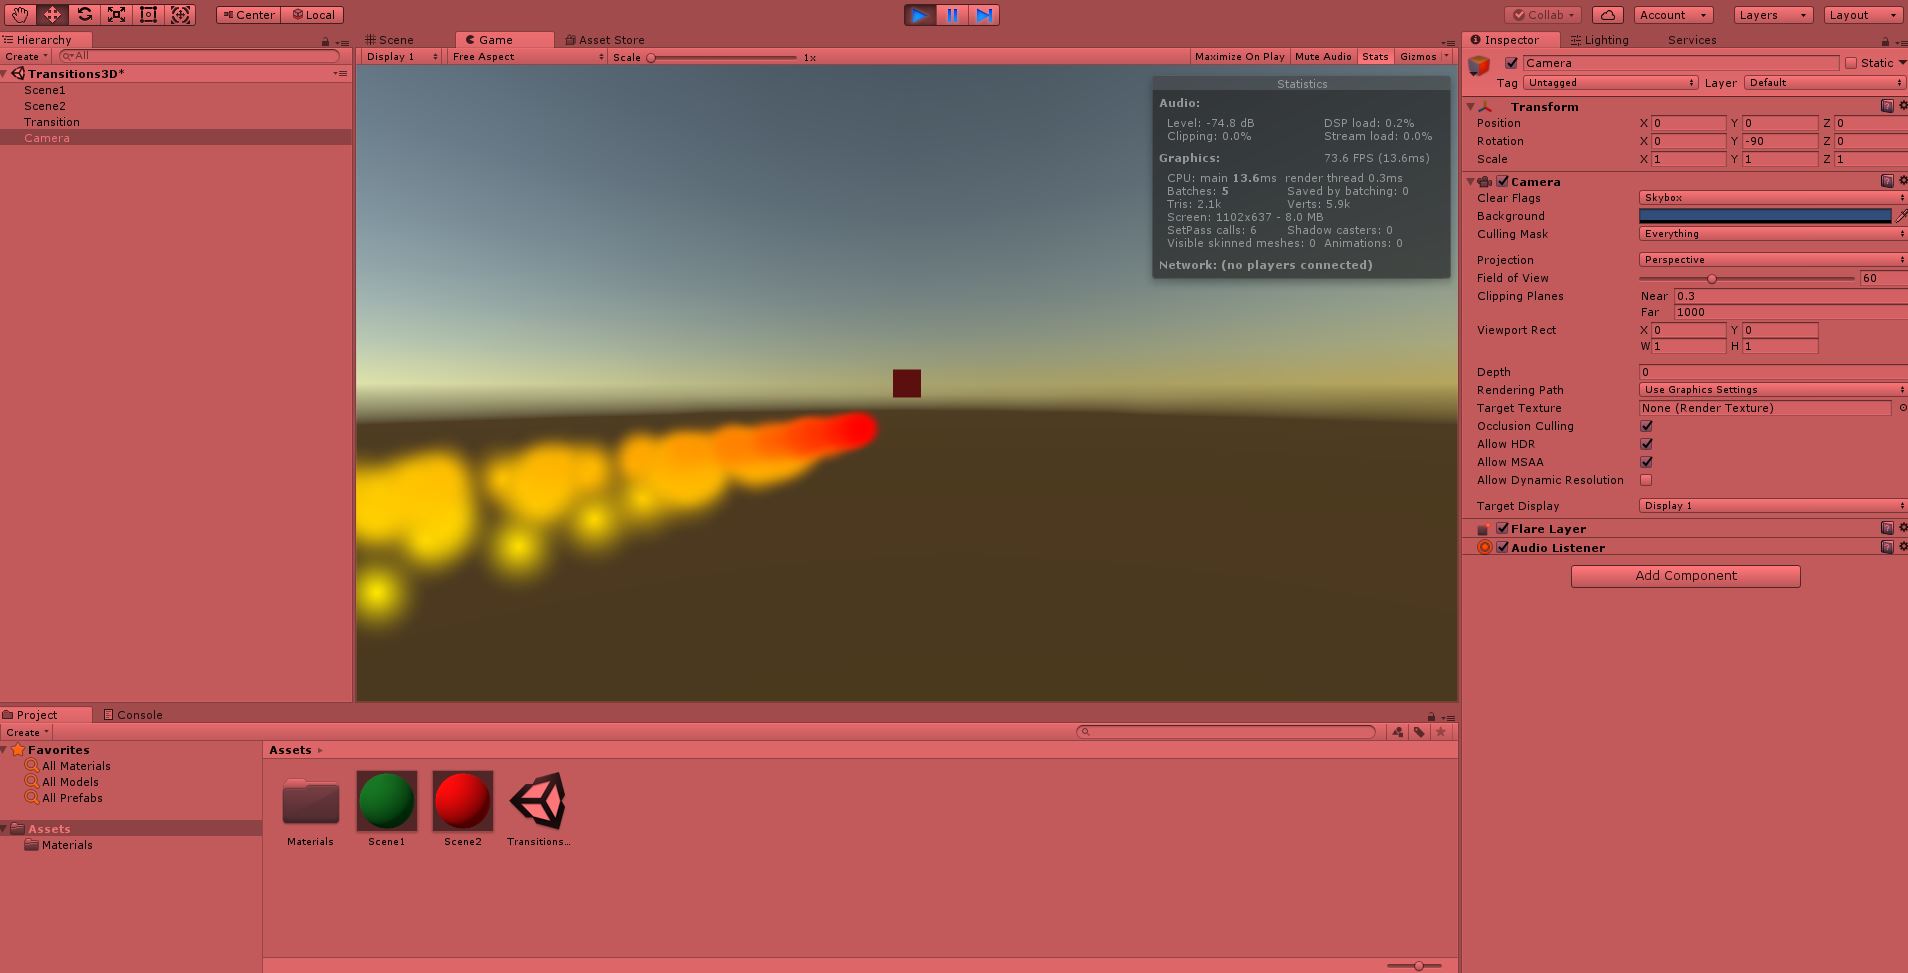 Center Local
Collab Account Layers Layout
Hierarchy
Create All
Transitions3D*
Scene1
Scene2
Transition
Camera
Scene Game Asset Store
Display 1 Free Aspect Scale 1x Maximize On Play Mute Audio Stats Gizmos
Statistics
Audio:
Level: -74.8 dB DSP load: 0.2%
Clipping: 0.0% Stream load: 0.0%
Graphics: 73.6 FPS (13.6ms)
CPU: main 13.6ms render thread 0.3ms
Batches: 5 Saved by batching: 0
Tris: 2.1k Verts: 5.9k
Screen: 1102x637 - 8.0 MB
SetPass calls: 6 Shadow casters: 0
Visible skinned meshes: 0 Animations: 0
Network: (no players connected)
Inspector Lighting Services
Camera Static
Tag Untagged Layer Default
Transform
Position X 0 Y 0 Z 0
Rotation X 0 Y -90 Z 0
Scale X 1 Y 1 Z 1
Camera
Clear Flags Skybox
Background
Culling Mask Everything
Projection Perspective
Field of View 60
Clipping Planes Near 0.3
Far 1000
Viewport Rect X 0 Y 0
W 1 H 1
Depth 0
Rendering Path Use Graphics Settings
Target Texture None (Render Texture)
Occlusion Culling
Allow HDR
Allow MSAA
Allow Dynamic Resolution
Target Display Display 1
Flare Layer
Audio Listener
Add Component
Project Console
Create
Favorites
All Materials
All Models
All Prefabs
Assets
Materials
Assets
Materials Scene1 Scene2 Transitions...